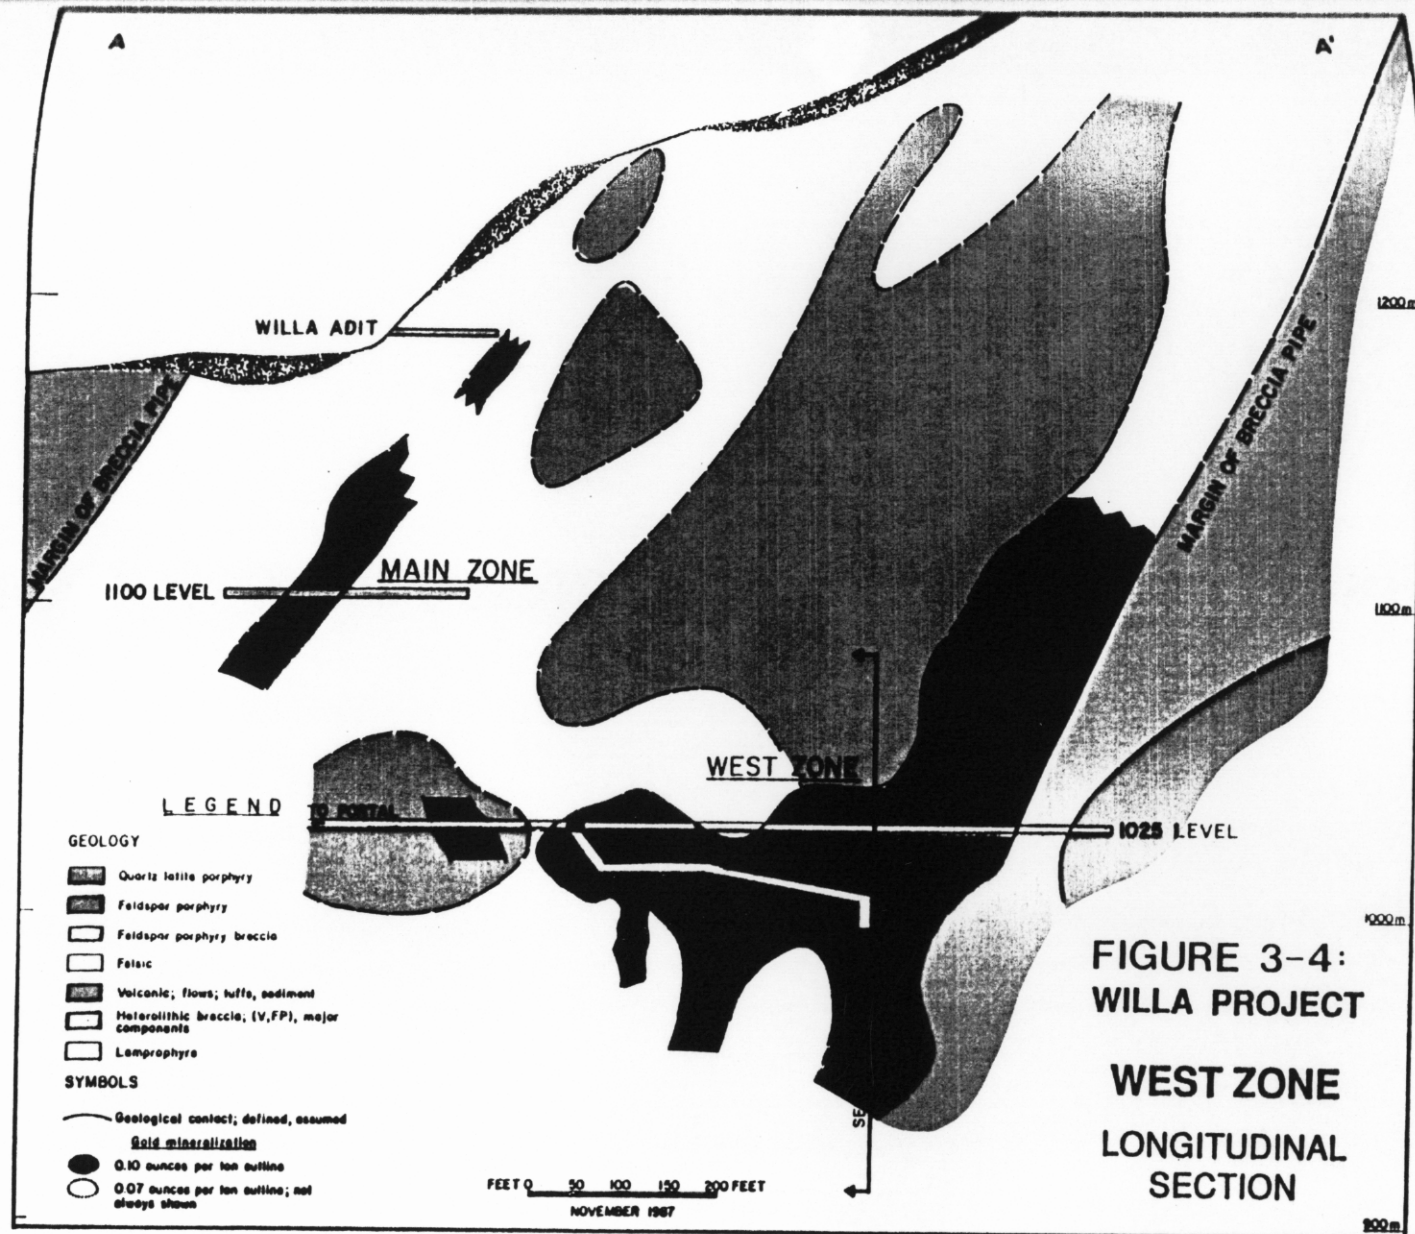 A
A'
1200m
WILLA ADIT
MARGIN OF BRECCIA PIPE
MARGIN OF BRECCIA PIPE
MAIN ZONE
1100 LEVEL
1100m
WEST ZONE
LEGEND
TO PORTAL
1025 LEVEL
GEOLOGY
Quartz latite porphyry
Feldspar porphyry
Feldspar porphyry breccia
Felsic
Volcanic; flows; tuffs, sediment
Heterolithic breccia; (V,FP), major
components
Lamprophyre
SYMBOLS
Geological contact; defined, assumed
Gold mineralization
0.10 ounces per ton outline
0.07 ounces per ton outline; not
always shown
1000m
SE
FEET 0 50 100 150 200 FEET
NOVEMBER 1987
FIGURE 3-4:
WILLA PROJECT
WEST ZONE
LONGITUDINAL
SECTION
900m